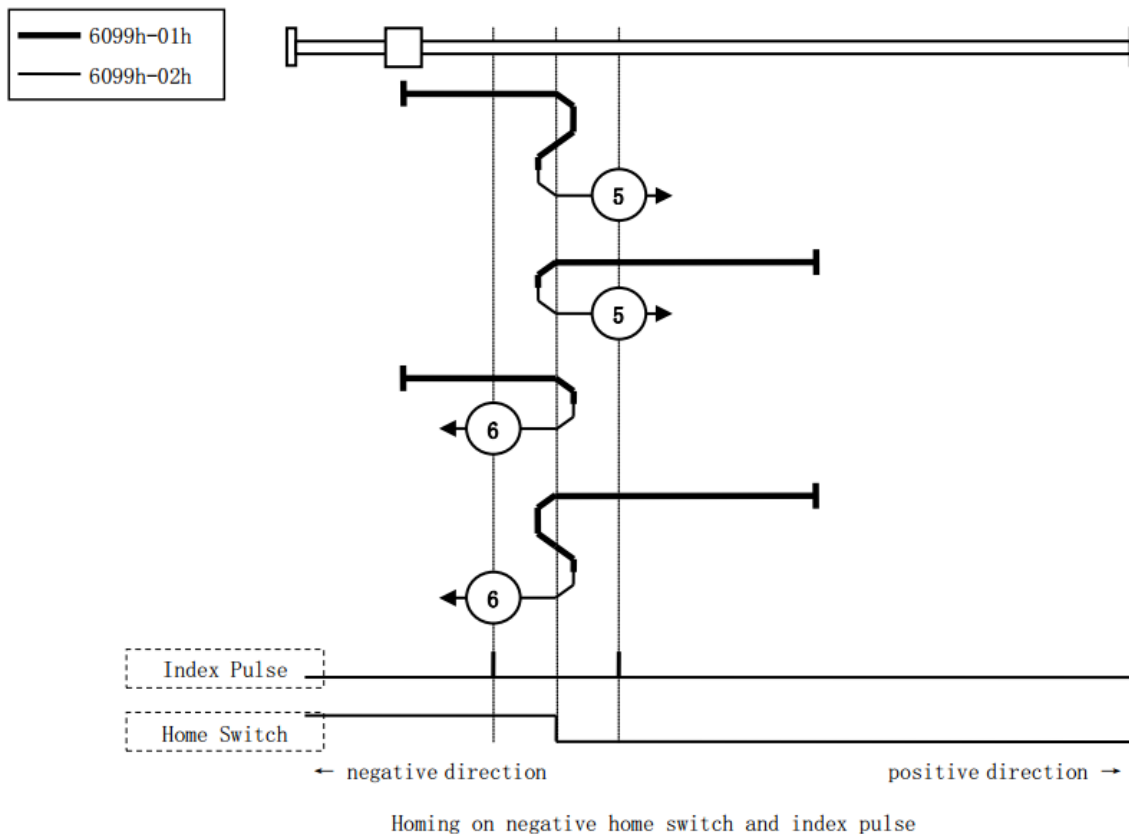 6099h-01h
6099h-02h
5
5
6
6
Index Pulse
Home Switch
← negative direction
positive direction →
Homing on negative home switch and index pulse